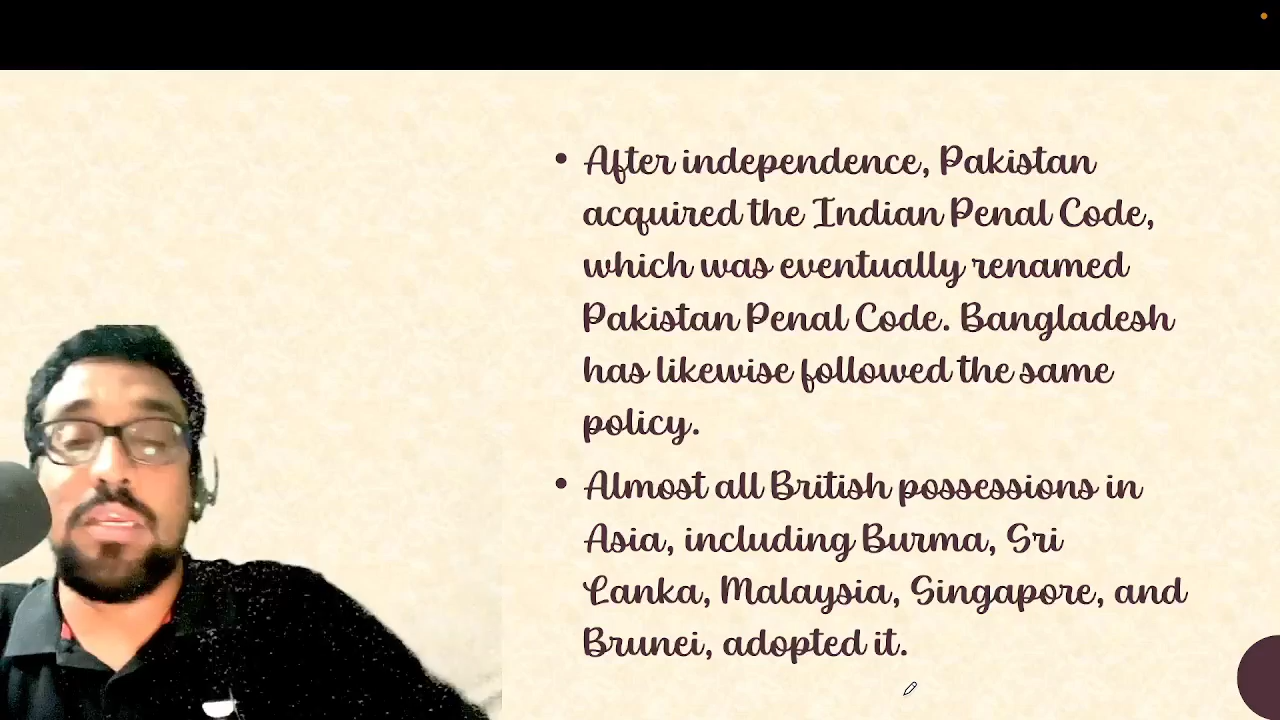 • After independence, Pakistan
acquired the Indian Penal Code,
which was eventually renamed
Pakistan Penal Code. Bangladesh
has likewise followed the same
policy.
• Almost all British possessions in
Asia, including Burma, Sri
Lanka, Malaysia, Singapore, and
Brunei, adopted it.